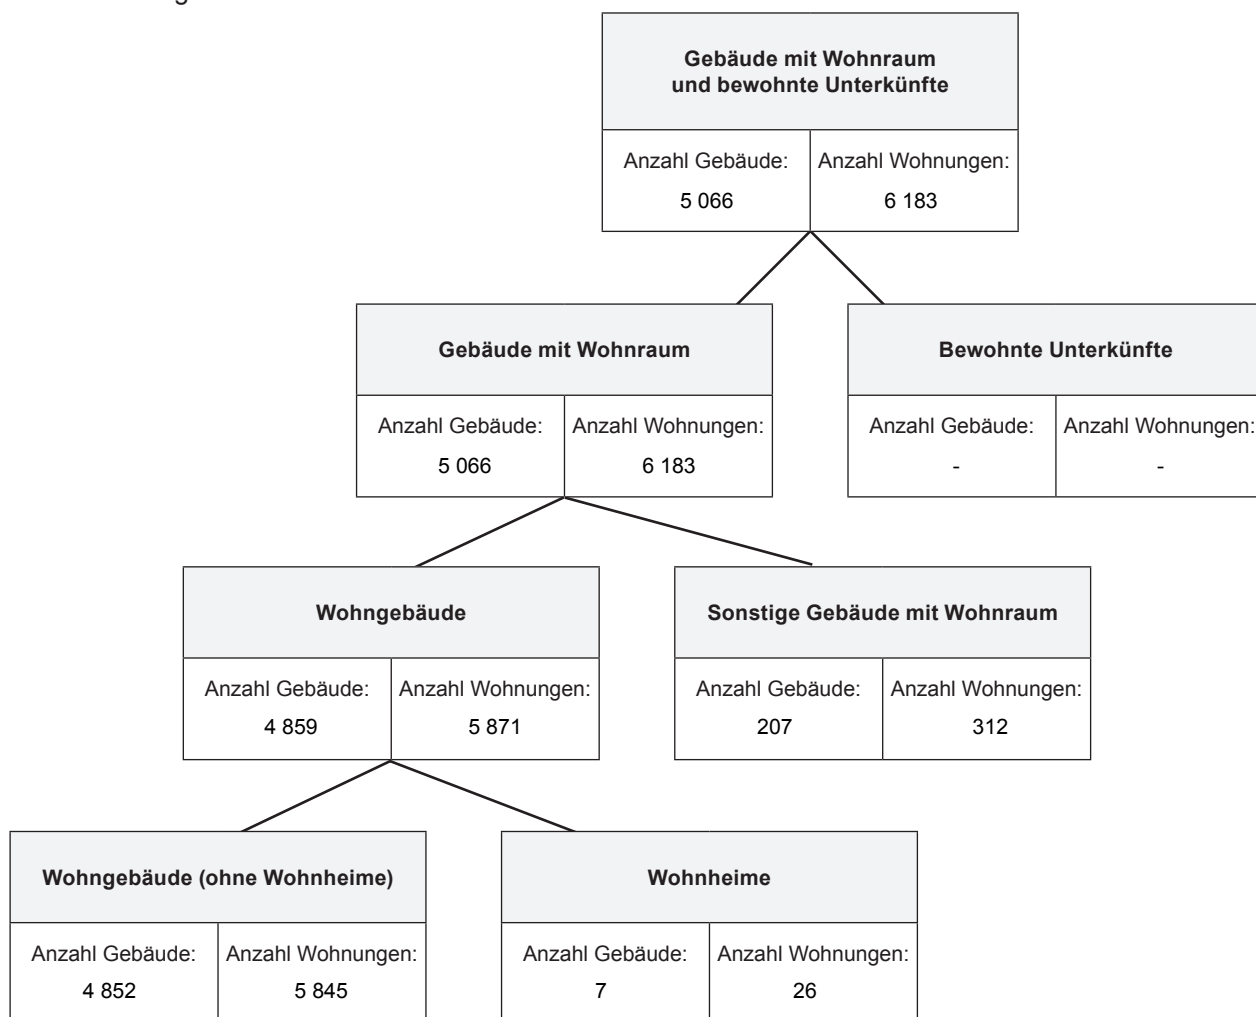 Gebäude mit Wohnraum
und bewohnte Unterkünfte
Anzahl Gebäude: Anzahl Wohnungen:
5 066 6 183
Gebäude mit Wohnraum
Anzahl Gebäude: Anzahl Wohnungen:
5 066 6 183
Bewohnte Unterkünfte
Anzahl Gebäude: Anzahl Wohnungen:
- -
Wohngebäude
Anzahl Gebäude: Anzahl Wohnungen:
4 859 5 871
Sonstige Gebäude mit Wohnraum
Anzahl Gebäude: Anzahl Wohnungen:
207 312
Wohngebäude (ohne Wohnheime)
Anzahl Gebäude: Anzahl Wohnungen:
4 852 5 845
Wohnheime
Anzahl Gebäude: Anzahl Wohnungen:
7 26